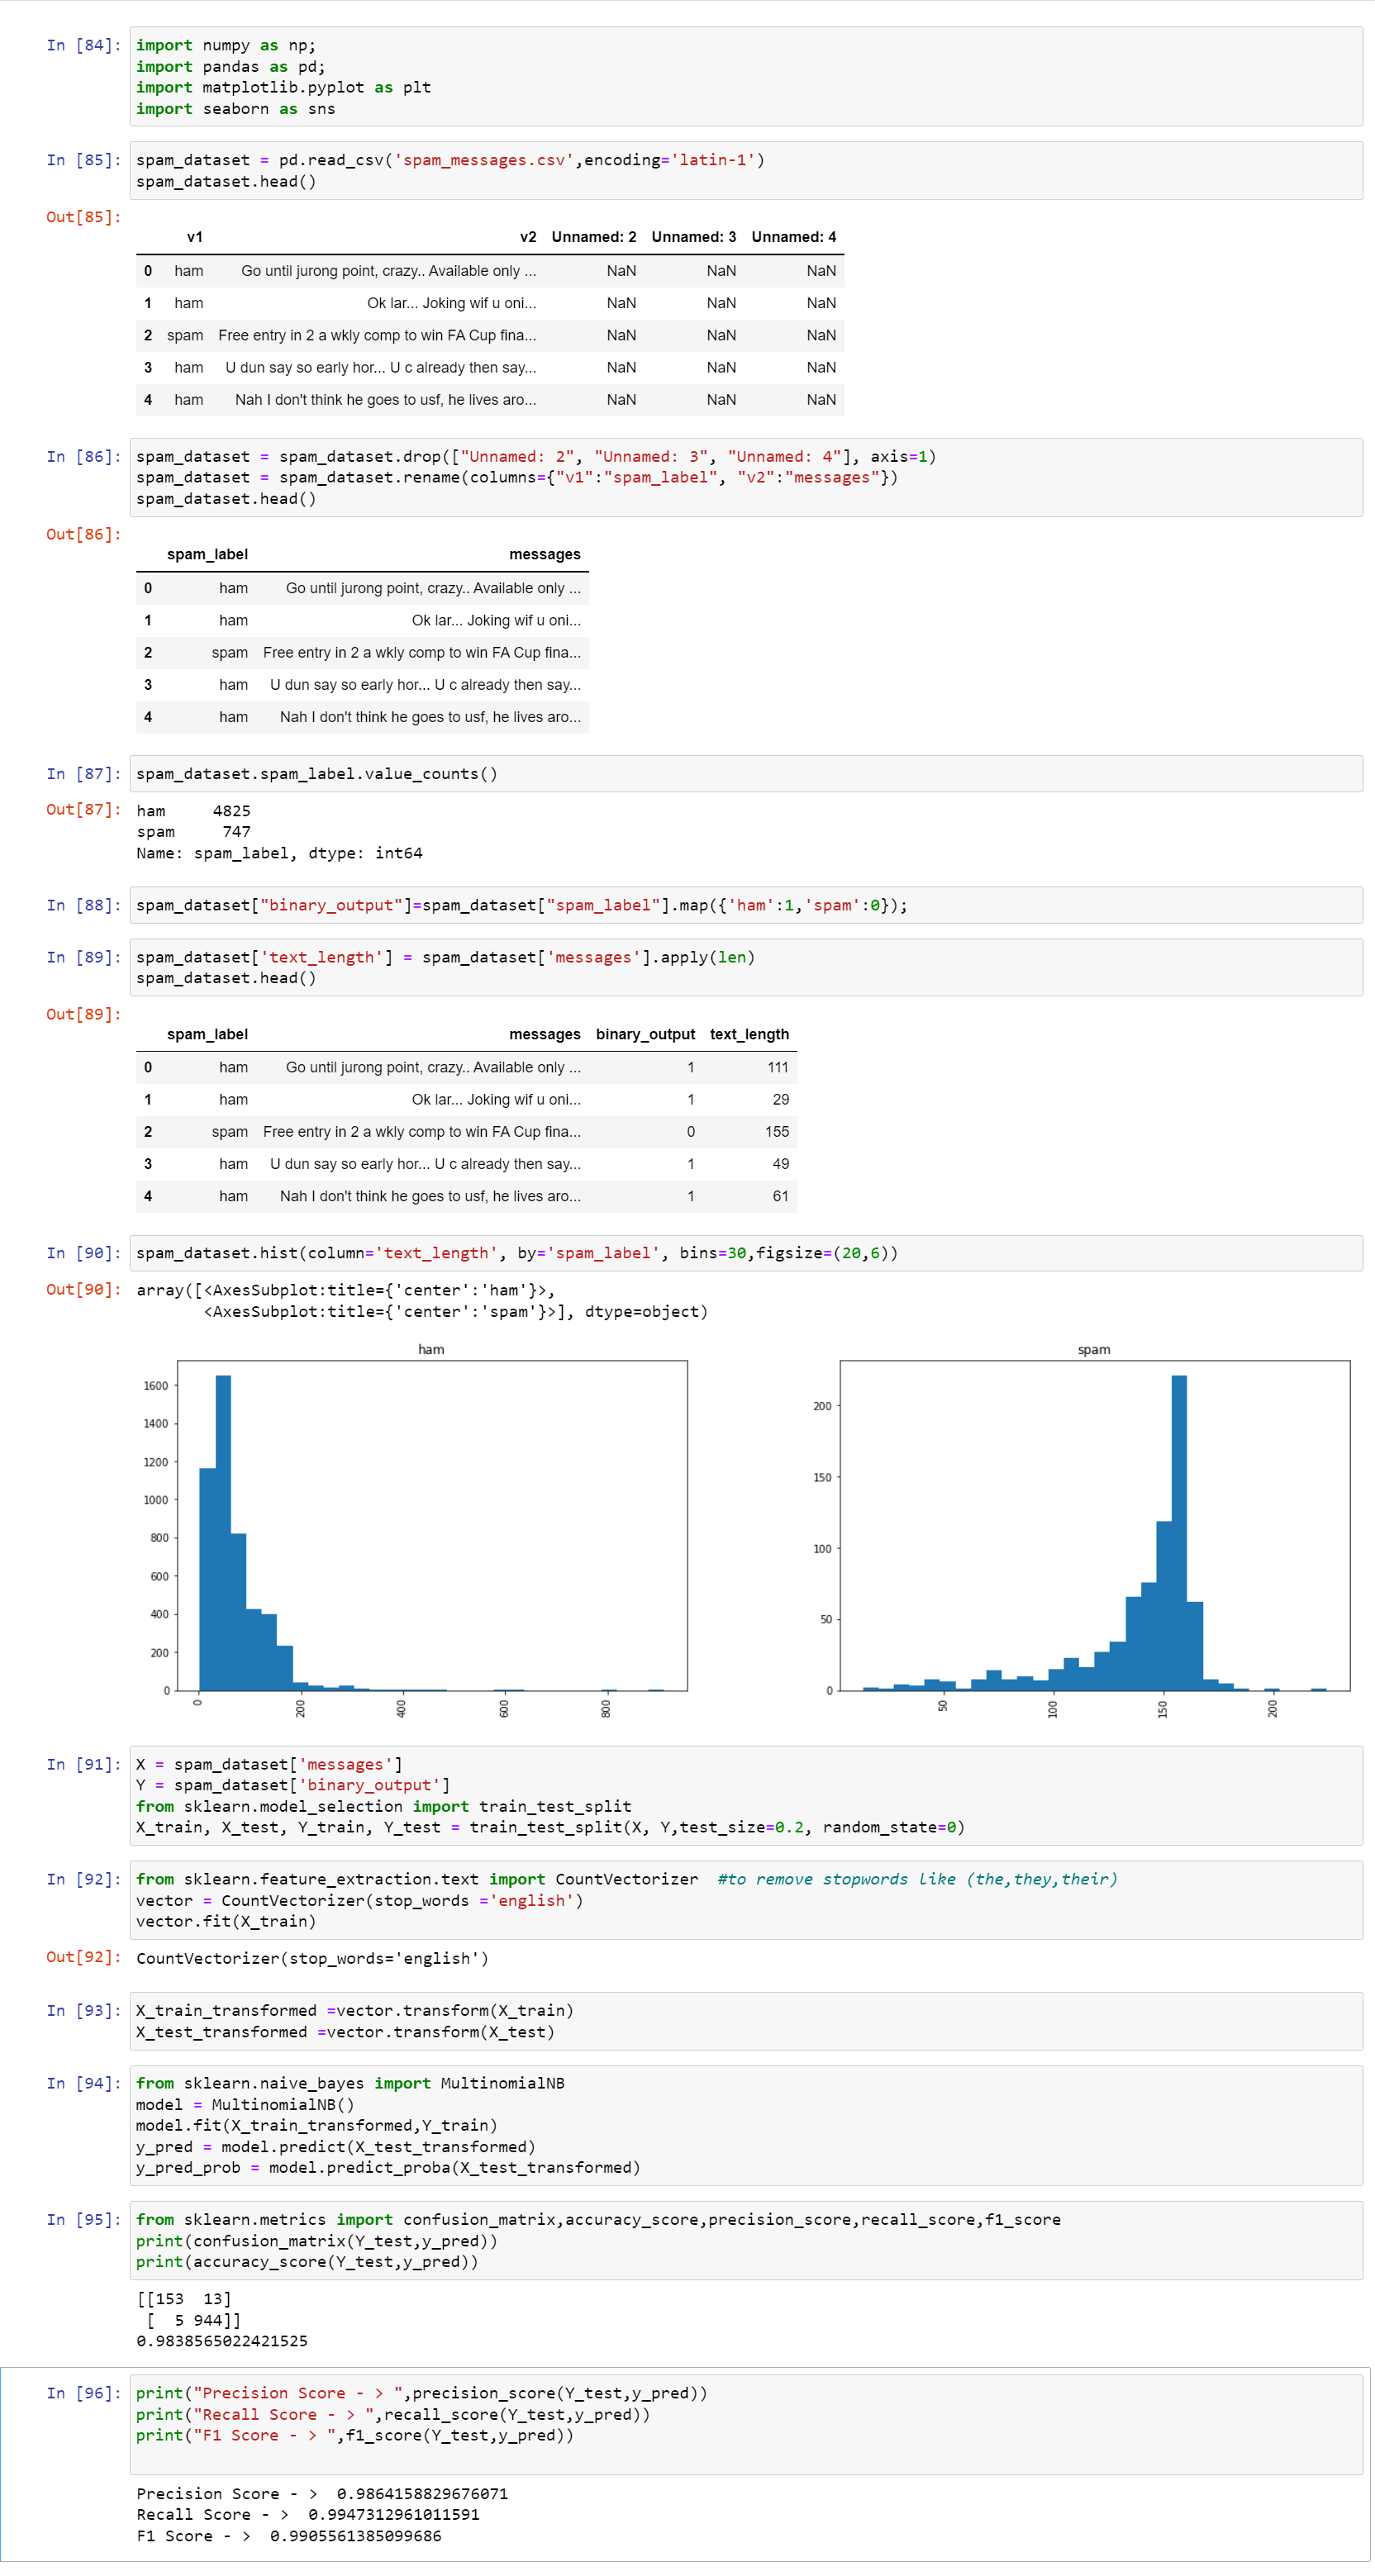 In [84]: import numpy as np;
import pandas as pd;
import matplotlib.pyplot as plt
import seaborn as sns
In [85]: spam_dataset = pd.read_csv('spam_messages.csv',encoding='latin-1')
spam_dataset.head()
Out[85]:
v1 v2 Unnamed: 2 Unnamed: 3 Unnamed: 4
0 ham Go until jurong point, crazy.. Available only ... NaN NaN NaN
1 ham Ok lar... Joking wif u oni... NaN NaN NaN
2 spam Free entry in 2 a wkly comp to win FA Cup fina... NaN NaN NaN
3 ham U dun say so early hor... U c already then say... NaN NaN NaN
4 ham Nah I don't think he goes to usf, he lives aro... NaN NaN NaN
In [86]: spam_dataset = spam_dataset.drop(["Unnamed: 2", "Unnamed: 3", "Unnamed: 4"], axis=1)
spam_dataset = spam_dataset.rename(columns={"v1":"spam_label", "v2":"messages"})
spam_dataset.head()
Out[86]:
spam_label messages
0 ham Go until jurong point, crazy.. Available only ...
1 ham Ok lar... Joking wif u oni...
2 spam Free entry in 2 a wkly comp to win FA Cup fina...
3 ham U dun say so early hor... U c already then say...
4 ham Nah I don't think he goes to usf, he lives aro...
In [87]: spam_dataset.spam_label.value_counts()
Out[87]: ham 4825
spam 747
Name: spam_label, dtype: int64
In [88]: spam_dataset["binary_output"]=spam_dataset["spam_label"].map({'ham':1,'spam':0});
In [89]: spam_dataset['text_length'] = spam_dataset['messages'].apply(len)
spam_dataset.head()
Out[89]:
spam_label messages binary_output text_length
0 ham Go until jurong point, crazy.. Available only ... 1 111
1 ham Ok lar... Joking wif u oni... 1 29
2 spam Free entry in 2 a wkly comp to win FA Cup fina... 0 155
3 ham U dun say so early hor... U c already then say... 1 49
4 ham Nah I don't think he goes to usf, he lives aro... 1 61
In [90]: spam_dataset.hist(column='text_length', by='spam_label', bins=30,figsize=(20,6))
Out[90]: array([<AxesSubplot:title={'center':'ham'}>,
<AxesSubplot:title={'center':'spam'}>], dtype=object)
ham
1600
1400
1200
1000
800
600
400
200
0
0 200 400 600 800
spam
200
150
100
50
0
50 100 150 200
In [91]: X = spam_dataset['messages']
Y = spam_dataset['binary_output']
from sklearn.model_selection import train_test_split
X_train, X_test, Y_train, Y_test = train_test_split(X, Y,test_size=0.2, random_state=0)
In [92]: from sklearn.feature_extraction.text import CountVectorizer #to remove stopwords like (the,they,their)
vector = CountVectorizer(stop_words ='english')
vector.fit(X_train)
Out[92]: CountVectorizer(stop_words='english')
In [93]: X_train_transformed =vector.transform(X_train)
X_test_transformed =vector.transform(X_test)
In [94]: from sklearn.naive_bayes import MultinomialNB
model = MultinomialNB()
model.fit(X_train_transformed,Y_train)
y_pred = model.predict(X_test_transformed)
y_pred_prob = model.predict_proba(X_test_transformed)
In [95]: from sklearn.metrics import confusion_matrix,accuracy_score,precision_score,recall_score,f1_score
print(confusion_matrix(Y_test,y_pred))
print(accuracy_score(Y_test,y_pred))
[[153 13]
[ 5 944]]
0.9838565022421525
In [96]: print("Precision Score - > ",precision_score(Y_test,y_pred))
print("Recall Score - > ",recall_score(Y_test,y_pred))
print("F1 Score - > ",f1_score(Y_test,y_pred))
Precision Score - > 0.9864158829676071
Recall Score - > 0.9947312961011591
F1 Score - > 0.9905561385099686